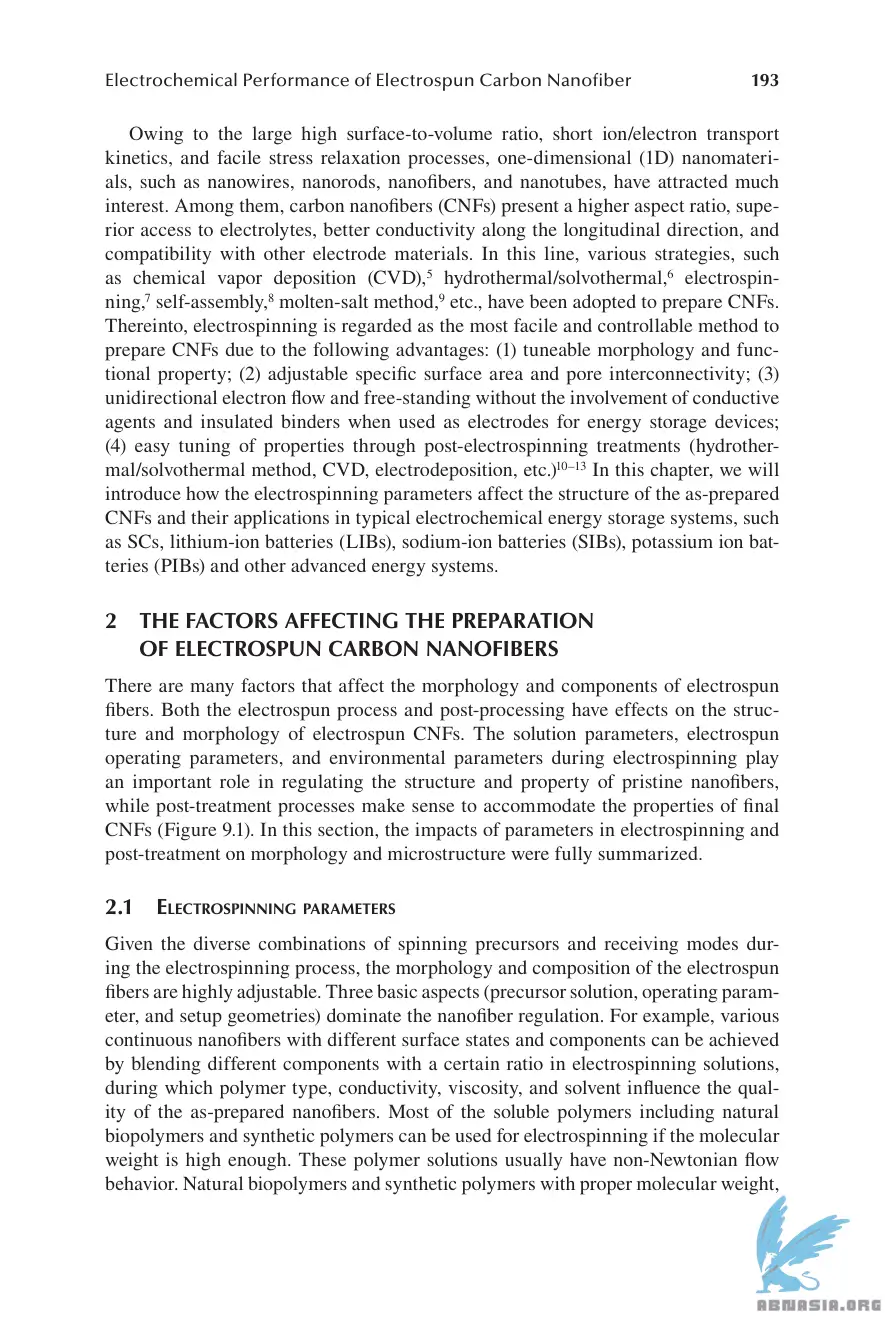 Electrochemical Performance of Electrospun Carbon Nanofiber 193
Owing to the large high surface-to-volume ratio, short ion/electron transport
kinetics, and facile stress relaxation processes, one-dimensional (1D) nanomateri-
als, such as nanowires, nanorods, nanofibers, and nanotubes, have attracted much
interest. Among them, carbon nanofibers (CNFs) present a higher aspect ratio, supe-
rior access to electrolytes, better conductivity along the longitudinal direction, and
compatibility with other electrode materials. In this line, various strategies, such
as chemical vapor deposition (CVD),⁵ hydrothermal/solvothermal,⁶ electrospin-
ning,⁷ self-assembly,⁸ molten-salt method,⁹ etc., have been adopted to prepare CNFs.
Thereinto, electrospinning is regarded as the most facile and controllable method to
prepare CNFs due to the following advantages: (1) tuneable morphology and func-
tional property; (2) adjustable specific surface area and pore interconnectivity; (3)
unidirectional electron flow and free-standing without the involvement of conductive
agents and insulated binders when used as electrodes for energy storage devices;
(4) easy tuning of properties through post-electrospinning treatments (hydrother-
mal/solvothermal method, CVD, electrodeposition, etc.)¹⁰⁻¹³ In this chapter, we will
introduce how the electrospinning parameters affect the structure of the as-prepared
CNFs and their applications in typical electrochemical energy storage systems, such
as SCs, lithium-ion batteries (LIBs), sodium-ion batteries (SIBs), potassium ion bat-
teries (PIBs) and other advanced energy systems.
2 THE FACTORS AFFECTING THE PREPARATION
OF ELECTROSPUN CARBON NANOFIBERS
There are many factors that affect the morphology and components of electrospun
fibers. Both the electrospun process and post-processing have effects on the struc-
ture and morphology of electrospun CNFs. The solution parameters, electrospun
operating parameters, and environmental parameters during electrospinning play
an important role in regulating the structure and property of pristine nanofibers,
while post-treatment processes make sense to accommodate the properties of final
CNFs (Figure 9.1). In this section, the impacts of parameters in electrospinning and
post-treatment on morphology and microstructure were fully summarized.
2.1 Electrospinning parameters
Given the diverse combinations of spinning precursors and receiving modes dur-
ing the electrospinning process, the morphology and composition of the electrospun
fibers are highly adjustable. Three basic aspects (precursor solution, operating param-
eter, and setup geometries) dominate the nanofiber regulation. For example, various
continuous nanofibers with different surface states and components can be achieved
by blending different components with a certain ratio in electrospinning solutions,
during which polymer type, conductivity, viscosity, and solvent influence the qual-
ity of the as-prepared nanofibers. Most of the soluble polymers including natural
biopolymers and synthetic polymers can be used for electrospinning if the molecular
weight is high enough. These polymer solutions usually have non-Newtonian flow
behavior. Natural biopolymers and synthetic polymers with proper molecular weight,
ABNASIA.ORG